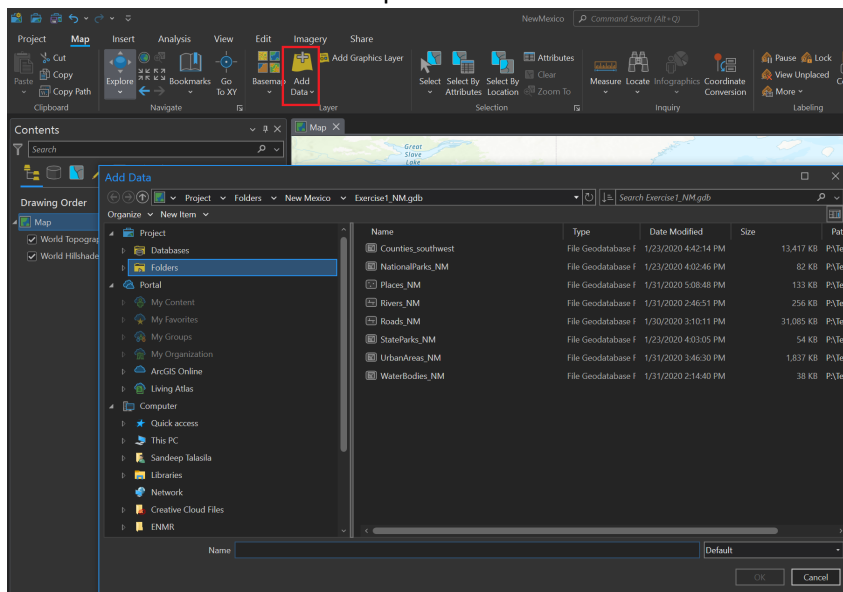 NewMexico Command Search (Alt+Q)
Project Map Insert Analysis View Edit Imagery Share
Cut
Copy
Copy Path
Paste
Clipboard
Explore
Bookmarks
Go To XY
Navigate
Basemap
Add Data
Add Graphics Layer
Layer
Select
Select By Attributes
Select By Location
Attributes
Clear
Zoom To
Selection
Measure
Locate
Infographics
Coordinate Conversion
Inquiry
Pause
Lock
View Unplaced
More
Labeling
Contents
Search
Drawing Order
Map
World Topograp
World Hillshade
Map
Great
Slave
Lake
Add Data
Project Folders New Mexico Exercise1_NM.gdb
Search Exercise1_NM.gdb
Organize New Item
Project
Databases
Folders
Portal
My Content
My Favorites
My Groups
My Organization
ArcGIS Online
Living Atlas
Computer
Quick access
This PC
Sandeep Talasila
Libraries
Network
Creative Cloud Files
ENMR
Name Type Date Modified Size Pat
Counties_southwest File Geodatabase F 1/23/2020 4:42:14 PM 13,417 KB P:\Te
NationalParks_NM File Geodatabase F 1/23/2020 4:02:46 PM 82 KB P:\Te
Places_NM File Geodatabase F 1/31/2020 5:08:48 PM 133 KB P:\Te
Rivers_NM File Geodatabase F 1/31/2020 2:46:51 PM 256 KB P:\Te
Roads_NM File Geodatabase F 1/30/2020 3:10:11 PM 31,085 KB P:\Te
StateParks_NM File Geodatabase F 1/23/2020 4:03:05 PM 54 KB P:\Te
UrbanAreas_NM File Geodatabase F 1/31/2020 3:46:30 PM 1,837 KB P:\Te
WaterBodies_NM File Geodatabase F 1/31/2020 2:14:40 PM 38 KB P:\Te
Name
Default
OK Cancel